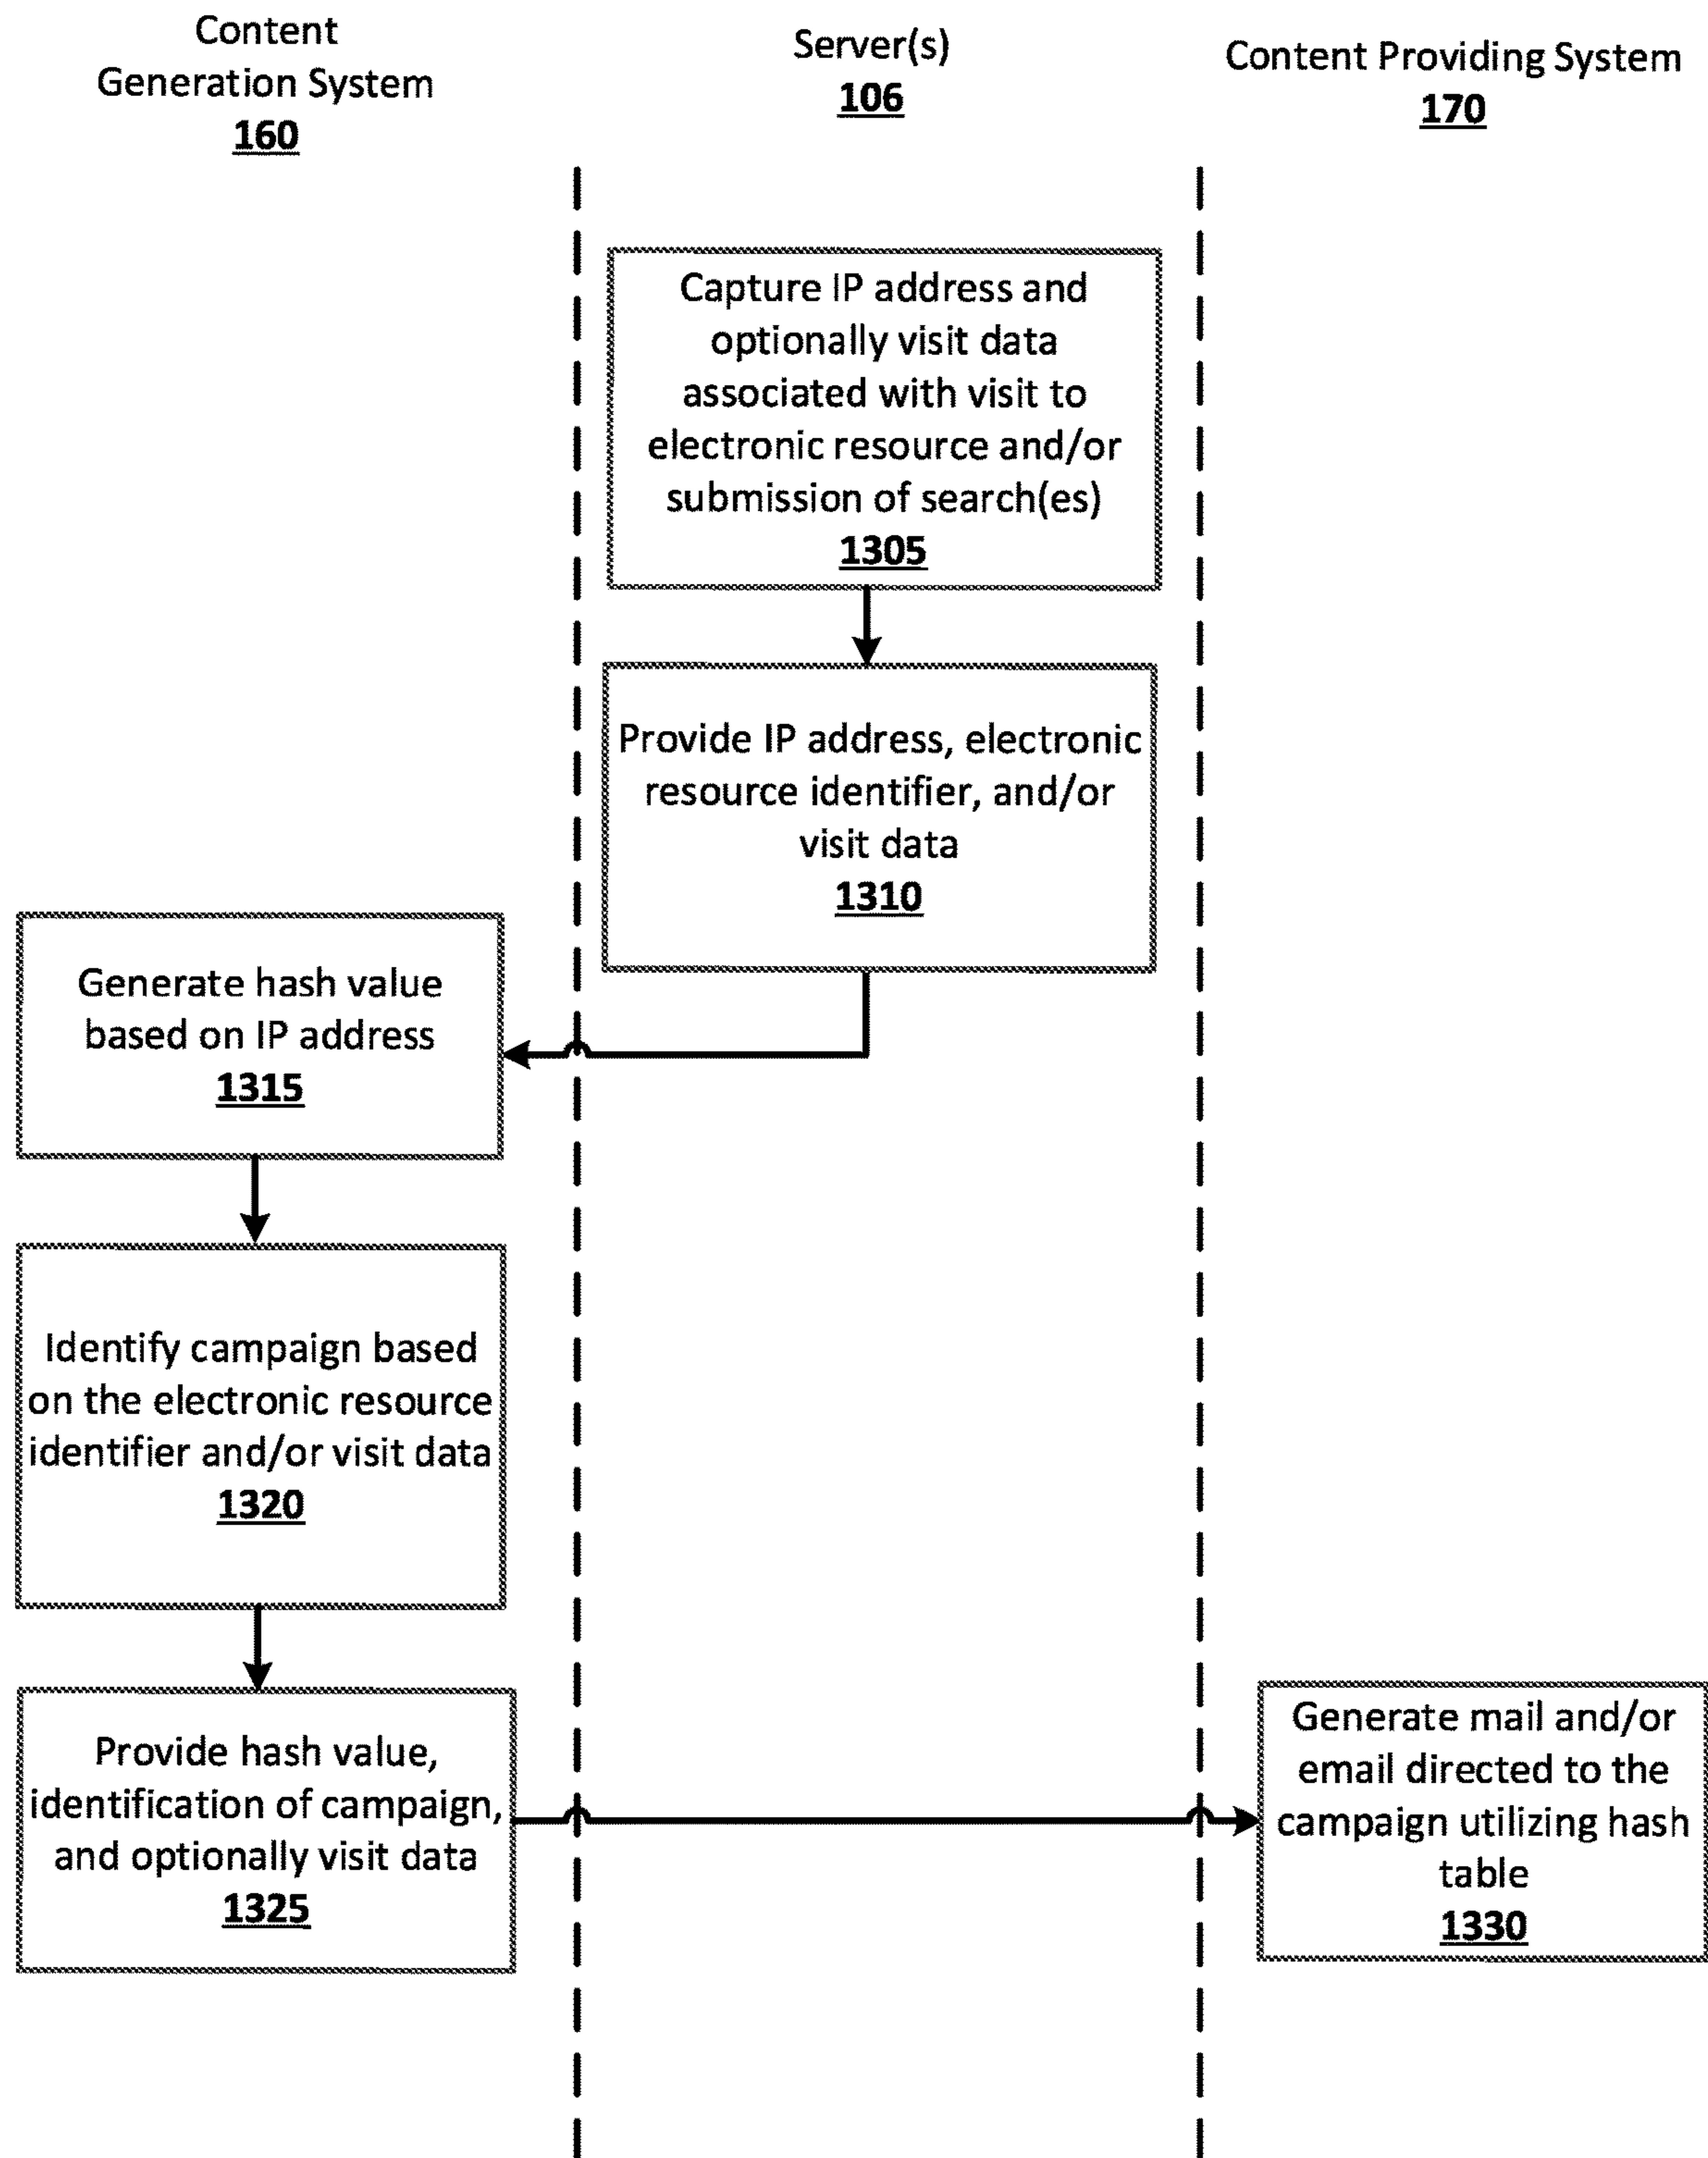 Content
Generation System
160
Server(s)
106
Content Providing System
170
Capture IP address and
optionally visit data
associated with visit to
electronic resource and/or
submission of search(es)
1305
Provide IP address, electronic
resource identifier, and/or
visit data
1310
Generate hash value
based on IP address
1315
Identify campaign based
on the electronic resource
identifier and/or visit data
1320
Provide hash value,
identification of campaign,
and optionally visit data
1325
Generate mail and/or
email directed to the
campaign utilizing hash
table
1330